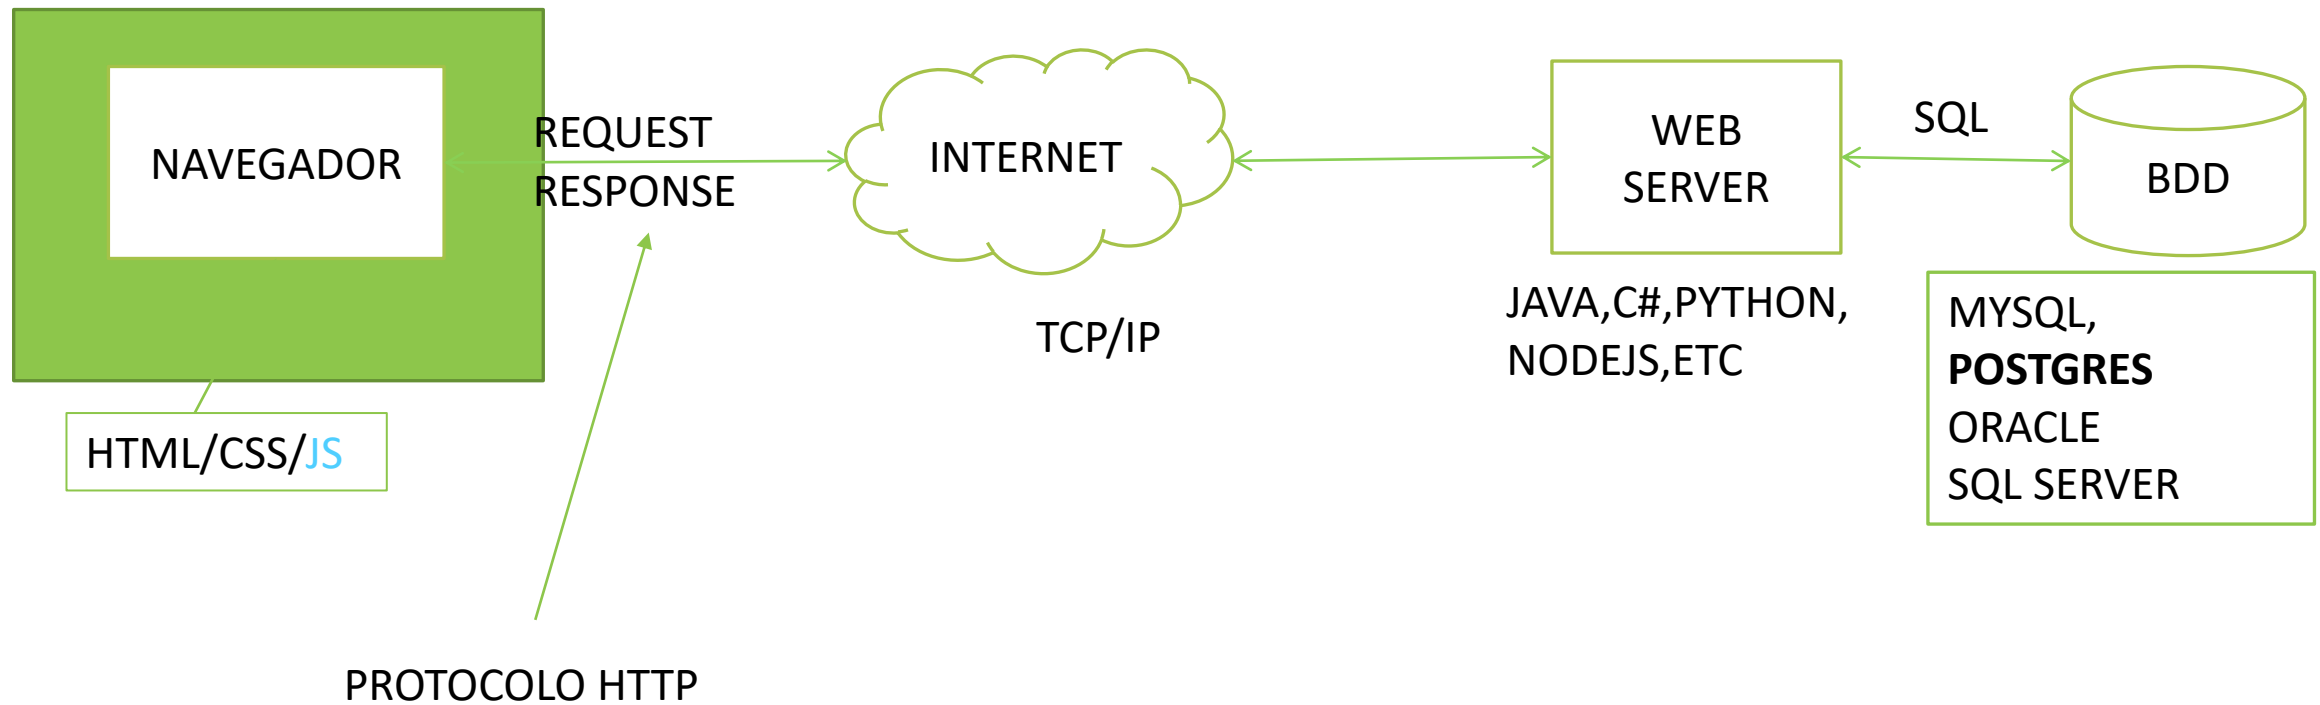 NAVEGADOR
REQUEST
RESPONSE
INTERNET
WEB
SERVER
SQL
BDD
TCP/IP
JAVA,C#,PYTHON,
NODEJS,ETC
MYSQL,
POSTGRES
ORACLE
SQL SERVER
HTML/CSS/JS
PROTOCOLO HTTP